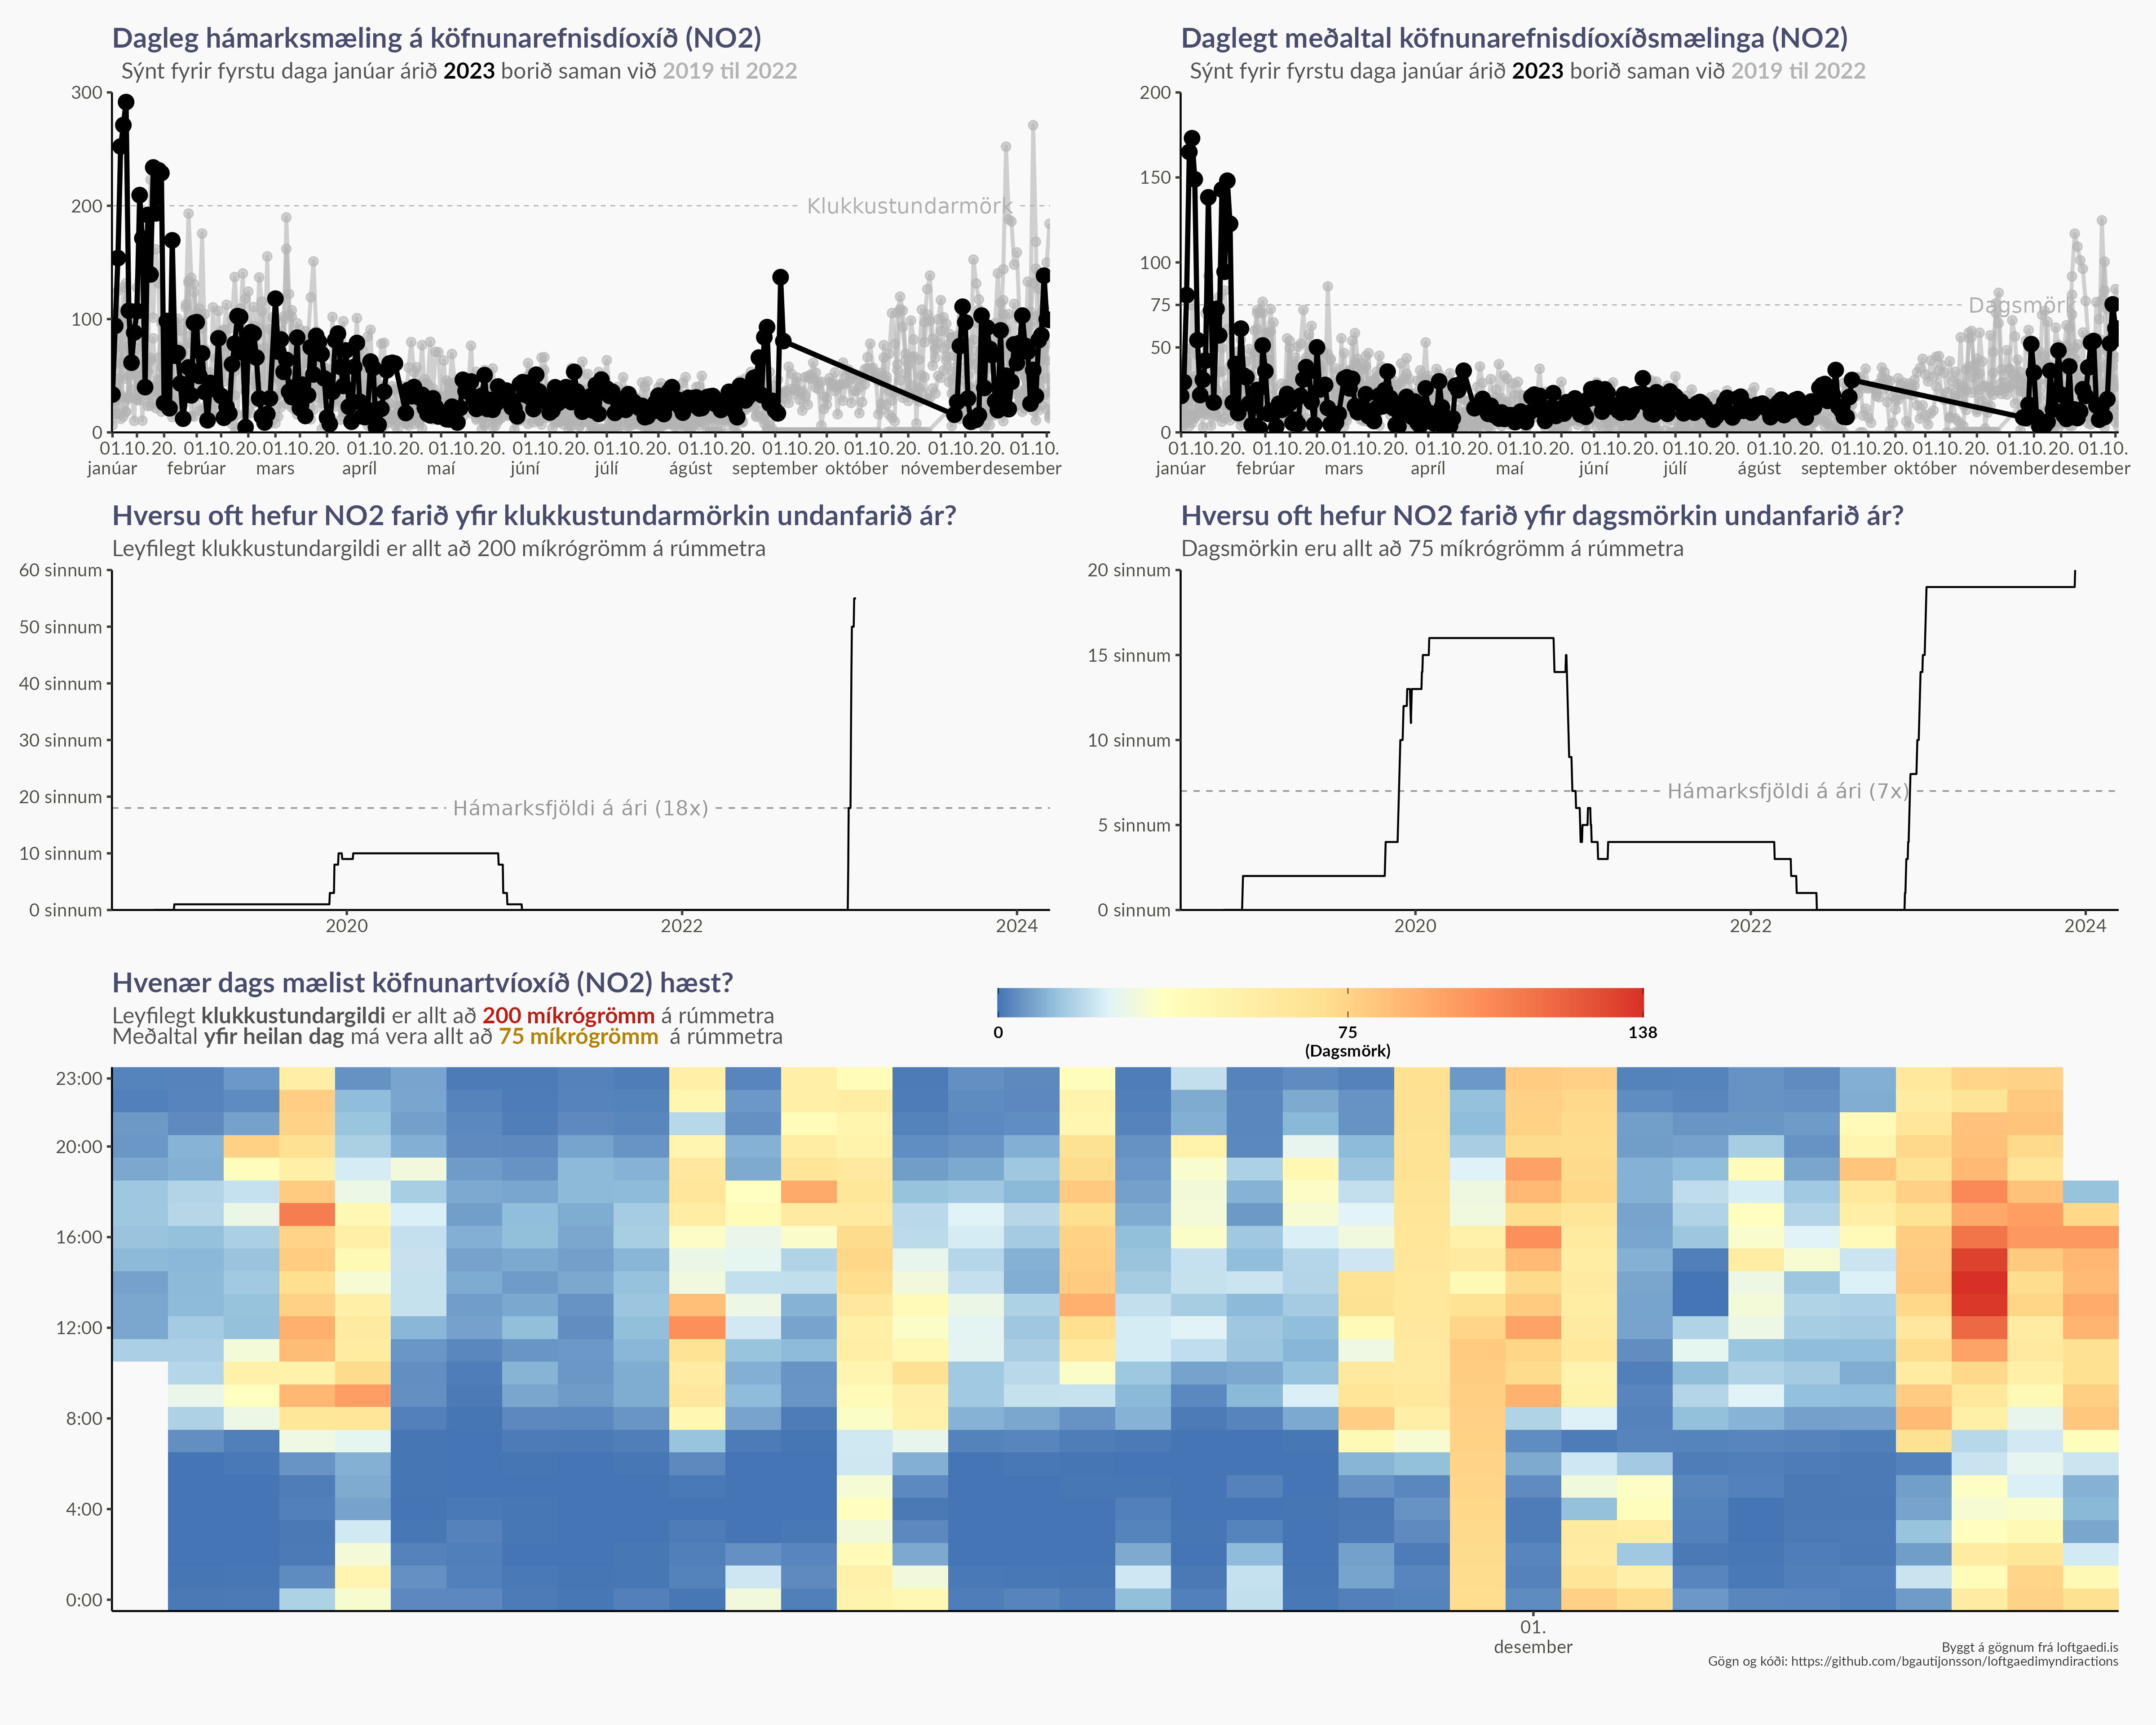 Dagleg hámarksmæling á köfnunarefnisdíoxíð (NO2)
Sýnt fyrir fyrstu daga janúar árið 2023 borið saman við 2019 til 2022
300
200
100
0
Klukkustundarmörk
01.10.20. 01.10.20. 01.10.20. 01.10.20. 01.10.20. 01.10.20. 01.10.20. 01.10.20. 01.10.20. 01.10.20. 01.10.20. 01.10.
janúar febrúar mars apríl maí júní júlí ágúst september október nóvember desember
Daglegt meðaltal köfnunarefnisdíoxíðsmælinga (NO2)
Sýnt fyrir fyrstu daga janúar árið 2023 borið saman við 2019 til 2022
200
150
100
75
50
0
Dagsmörk
01.10.20. 01.10.20. 01.10.20. 01.10.20. 01.10.20. 01.10.20. 01.10.20. 01.10.20. 01.10.20. 01.10.20. 01.10.20. 01.10.
janúar febrúar mars apríl maí júní júlí ágúst september október nóvember desember
Hversu oft hefur NO2 farið yfir klukkustundarmörkin undanfarið ár?
Leyfilegt klukkustundargildi er allt að 200 míkrógrömm á rúmmetra
60 sinnum
50 sinnum
40 sinnum
30 sinnum
20 sinnum
10 sinnum
0 sinnum
Hámarksfjöldi á ári (18x)
2020 2022 2024
Hversu oft hefur NO2 farið yfir dagsmörkin undanfarið ár?
Dagsmörkin eru allt að 75 míkrógrömm á rúmmetra
20 sinnum
15 sinnum
10 sinnum
5 sinnum
0 sinnum
Hámarksfjöldi á ári (7x)
2020 2022 2024
Hvenær dags mælist köfnunartvíoxíð (NO2) hæst?
Leyfilegt klukkustundargildi er allt að 200 míkrógrömm á rúmmetra
Meðaltal yfir heilan dag má vera allt að 75 míkrógrömm á rúmmetra
0 75 138
(Dagsmörk)
23:00
20:00
16:00
12:00
8:00
4:00
0:00
01.
desember
Byggt á gögnum frá loftgaedi.is
Gögn og kóði: https://github.com/bgautijonsson/loftgaedimyndiractions